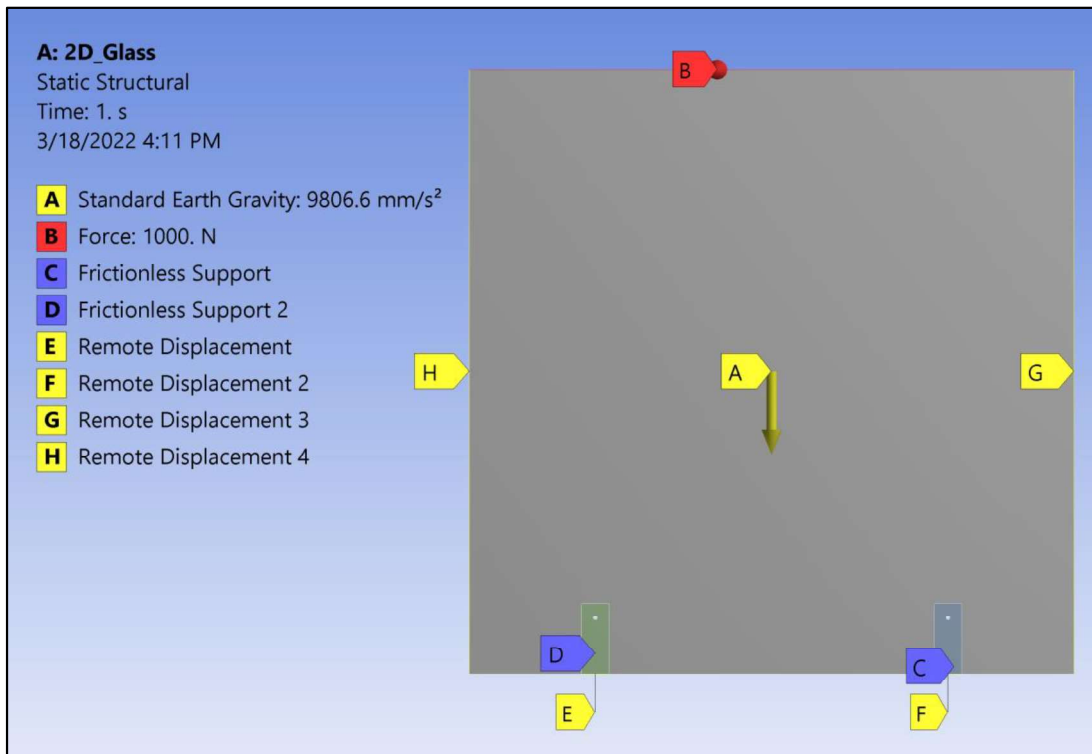 A: 2D_Glass
Static Structural
Time: 1. s
3/18/2022 4:11 PM
A Standard Earth Gravity: 9806.6 mm/s²
B Force: 1000. N
C Frictionless Support
D Frictionless Support 2
E Remote Displacement
F Remote Displacement 2
G Remote Displacement 3
H Remote Displacement 4
B
H
A
G
D
C
E
F